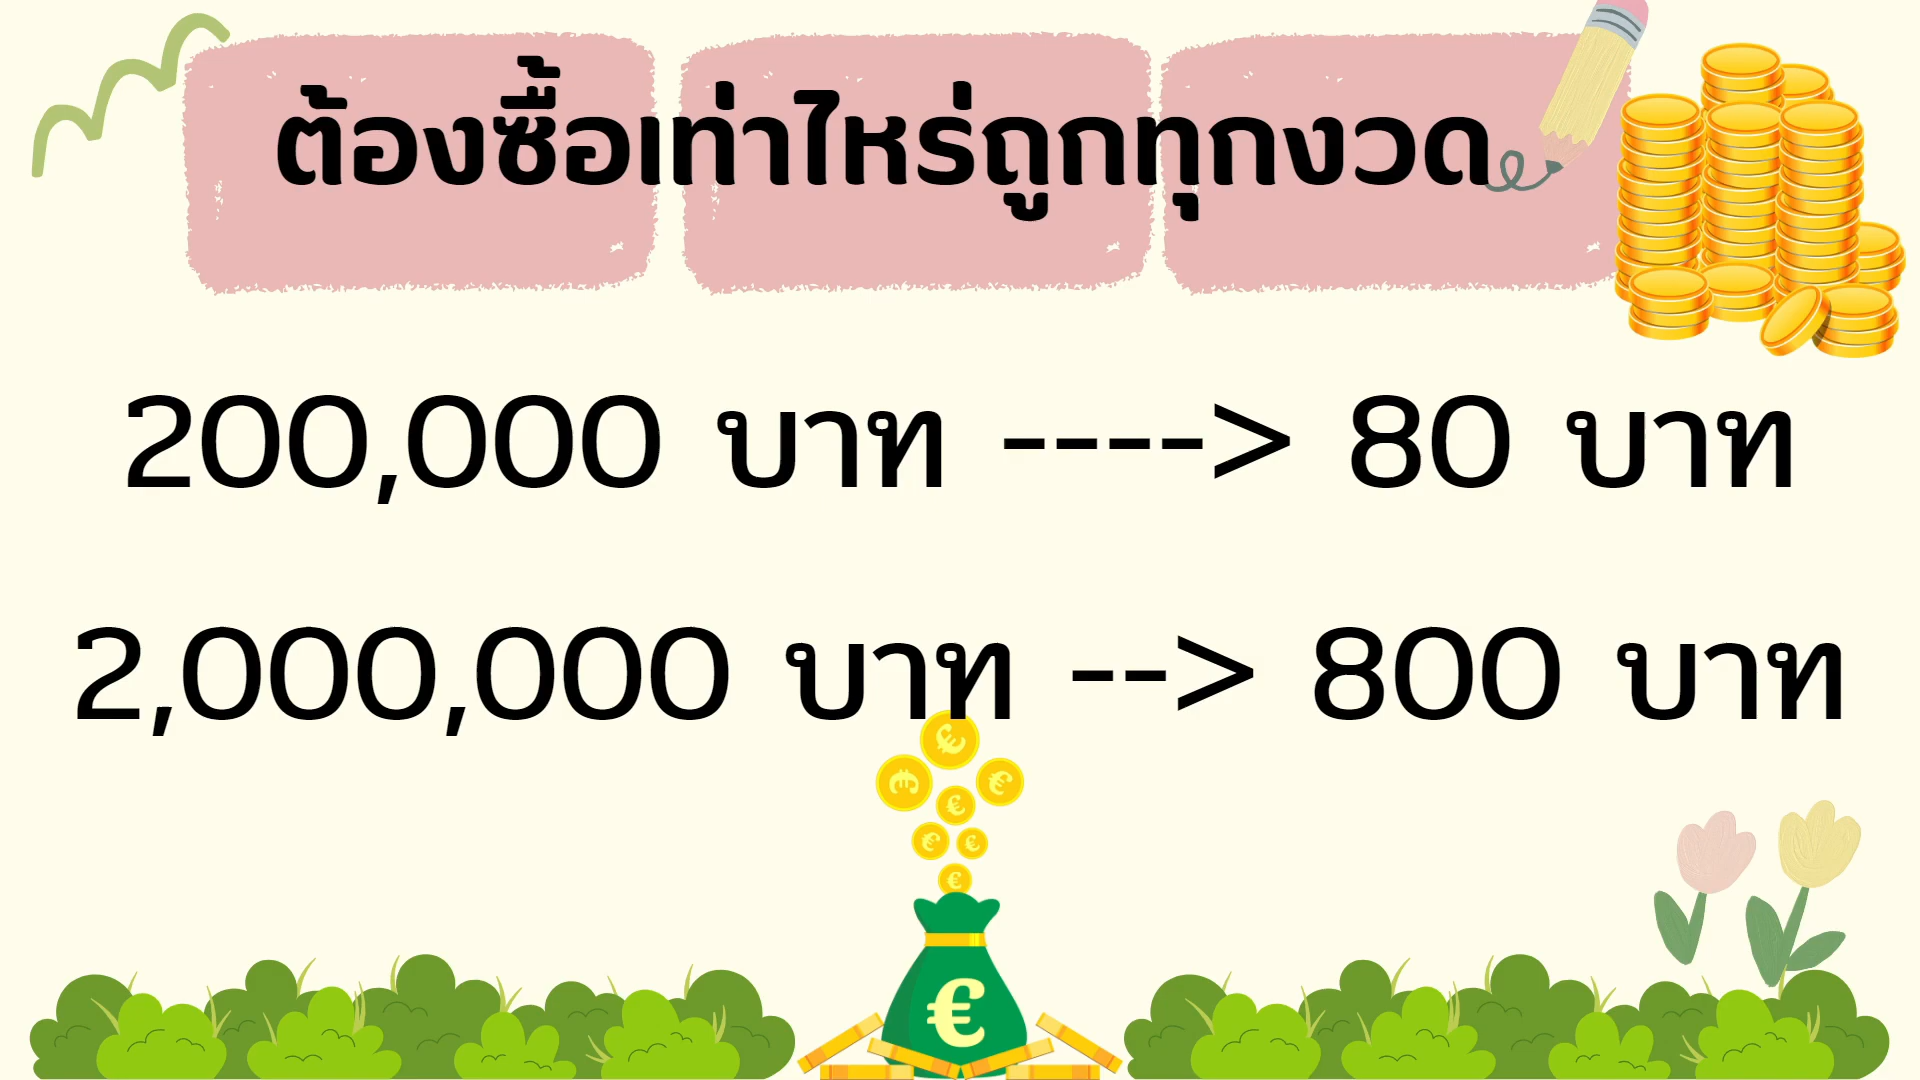 ต้องซื้อเท่าไหร่ถูกทุกงวด
200,000 บาท ----> 80 บาท
2,000,000 บาท --> 800 บาท